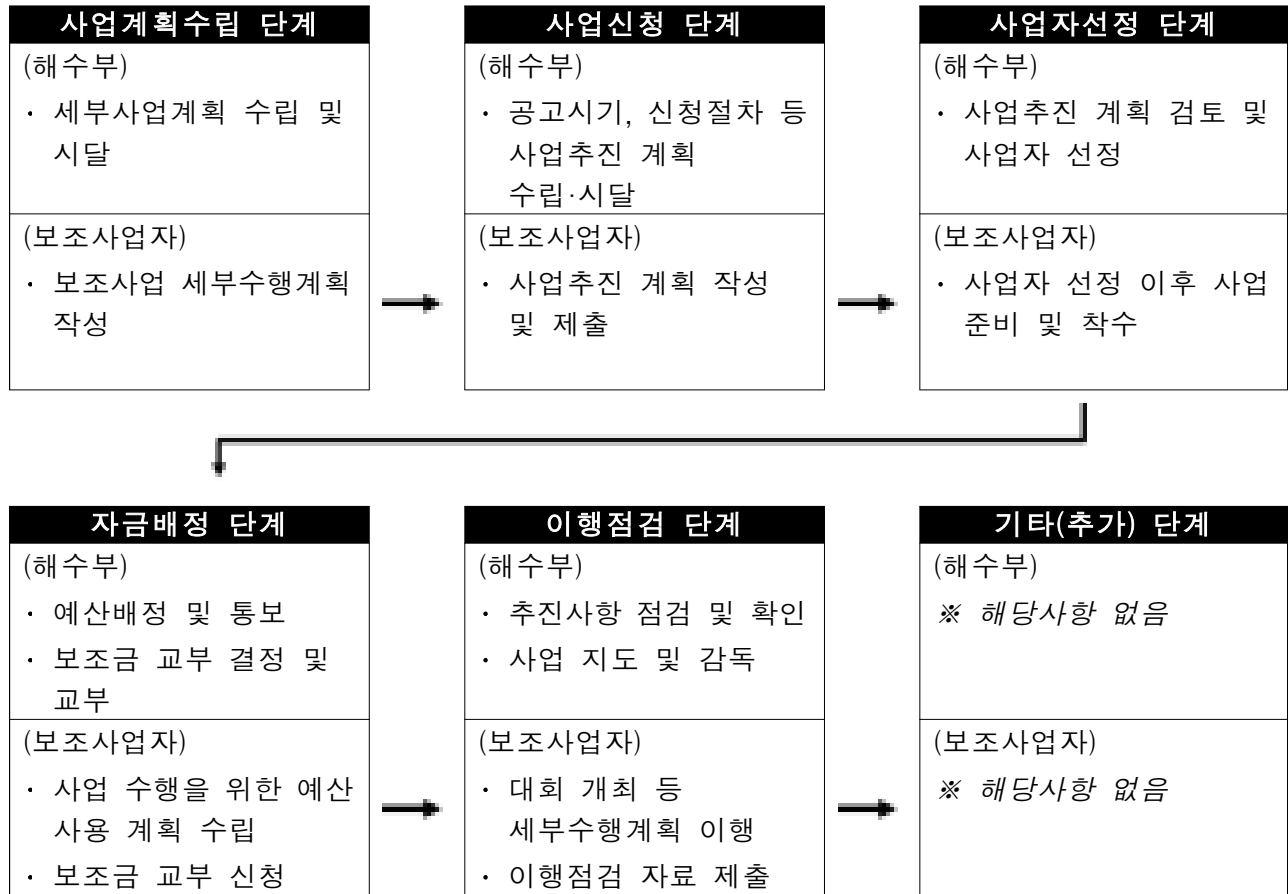 사업계획수립 단계
(해수부)
· 세부사업계획 수립 및
시달
(보조사업자)
· 보조사업 세부수행계획
작성
사업신청 단계
(해수부)
· 공고시기, 신청절차 등
사업추진 계획
수립·시달
(보조사업자)
· 사업추진 계획 작성
및 제출
사업자선정 단계
(해수부)
· 사업추진 계획 검토 및
사업자 선정
(보조사업자)
· 사업자 선정 이후 사업
준비 및 착수
자금배정 단계
(해수부)
· 예산배정 및 통보
· 보조금 교부 결정 및
교부
(보조사업자)
· 사업 수행을 위한 예산
사용 계획 수립
· 보조금 교부 신청
이행점검 단계
(해수부)
· 추진사항 점검 및 확인
· 사업 지도 및 감독
(보조사업자)
· 대회 개최 등
세부수행계획 이행
· 이행점검 자료 제출
기타(추가) 단계
(해수부)
※ 해당사항 없음
(보조사업자)
※ 해당사항 없음